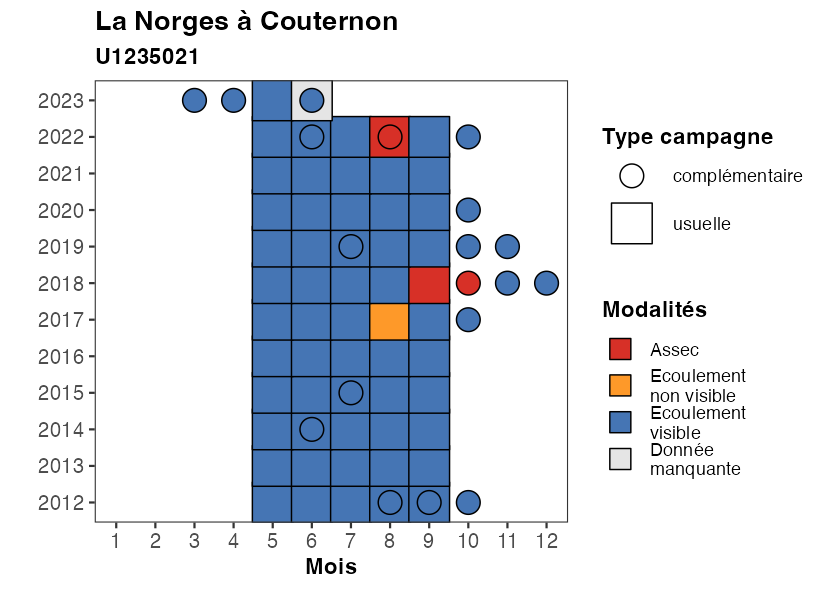 La Norges à Couternon
U1235021
2023
2022
2021
2020
2019
2018
2017
2016
2015
2014
2013
2012
1 2 3 4 5 6 7 8 9 10 11 12
Mois
Type campagne
complémentaire
usuelle
Modalités
Assec
Ecoulement
non visible
Ecoulement
visible
Donnée
manquante